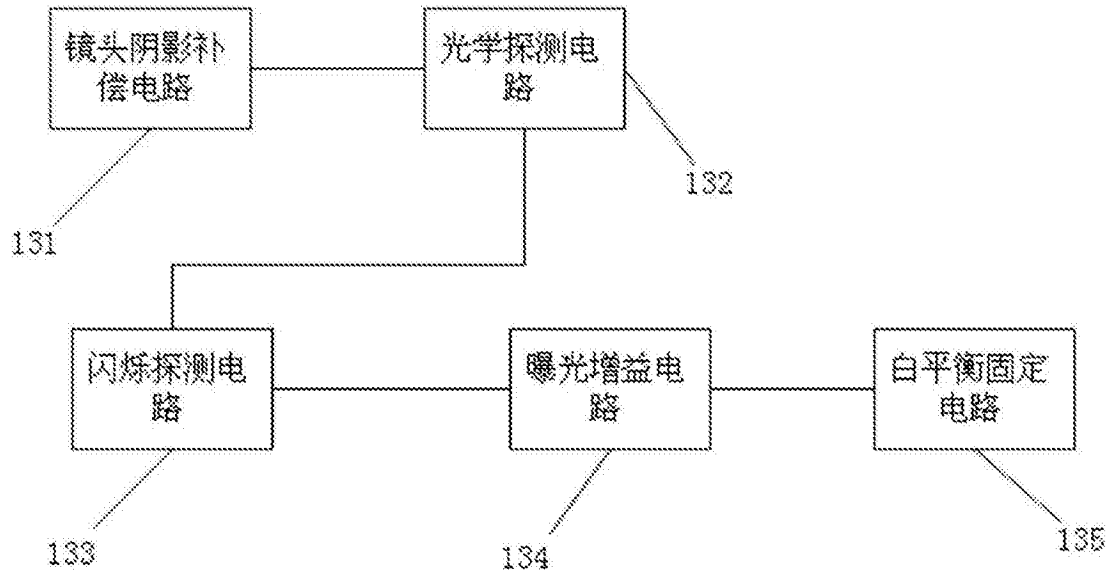 镜头阴影补
偿电路
光学探测电
路
132
131
闪烁探测电
路
曝光增益电
路
白平衡固定
电路
133
134
135